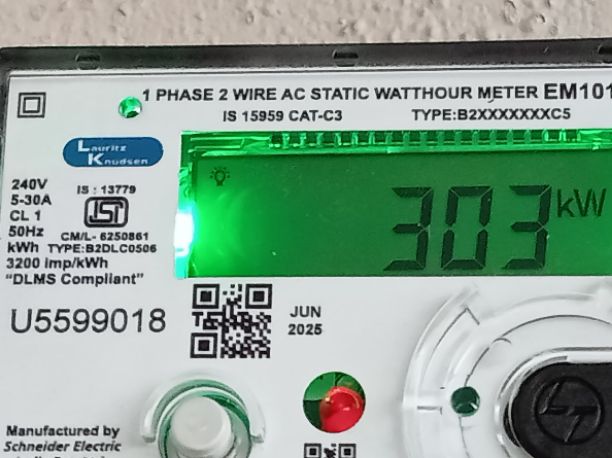 1 PHASE 2 WIRE AC STATIC WATTHOUR METER EM101
IS 15959 CAT-C3 TYPE:B2XXXXXXXC5
Lauritz
Knudsen
240V
5-30A
CL 1
50Hz
kWh
3200 imp/kWh
"DLMS Compliant"
IS : 13779
ISI
CM/L- 6250861
TYPE:B2DLC0506
303 kW
U5599018
JUN
2025
Manufactured by
Schneider Electric